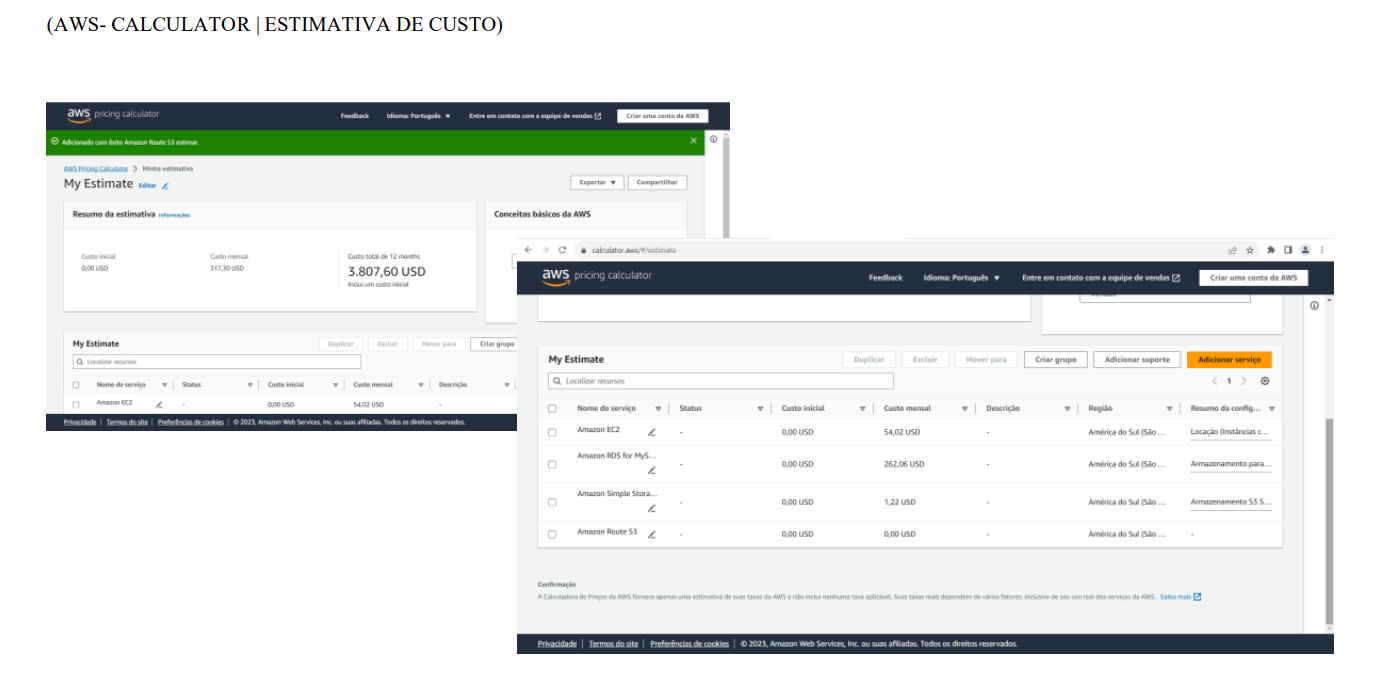 (AWS- CALCULATOR | ESTIMATIVA DE CUSTO)
aws pricing calculator
Feedback Idioma: Português Entre em contato com a equipe de vendas Criar uma conta da AWS
Adicionado com êxito Amazon Route 53 estimar.
AWS Pricing Calculator > Minha estimativa
My Estimate Editar
Exportar Compartilhar
Resumo da estimativa Informações
Conceitos básicos da AWS
Custo inicial Custo mensal Custo total de 12 months
0,00 USD 317,30 USD 3.807,60 USD
Inclui um custo inicial
My Estimate Duplicar Excluir Mover para Criar grupo
Localizar recursos
Nome do serviço Status Custo inicial Custo mensal Descrição
Amazon EC2 - 0,00 USD 54,02 USD -
Privacidade | Termos do site | Preferências de cookies | © 2023, Amazon Web Services, Inc. ou suas afiliadas. Todos os direitos reservados.
calculator.aws/#/estimate
aws pricing calculator
Feedback Idioma: Português Entre em contato com a equipe de vendas Criar uma conta da AWS
My Estimate Duplicar Excluir Mover para Criar grupo Adicionar suporte Adicionar serviço
Localizar recursos
1
Nome do serviço Status Custo inicial Custo mensal Descrição Região Resumo da config...
Amazon EC2 - 0,00 USD 54,02 USD - América do Sul (São ... Locação (Instâncias c...
Amazon RDS for MyS... - 0,00 USD 262,06 USD - América do Sul (São ... Armazenamento para...
Amazon Simple Stora... - 0,00 USD 1,22 USD - América do Sul (São ... Armazenamento S3 S...
Amazon Route 53 - 0,00 USD 0,00 USD - América do Sul (São ... -
Confirmação
A Calculadora de Preços da AWS fornece apenas uma estimativa de suas taxas da AWS e não inclui nenhuma taxa aplicável. Suas taxas reais dependem de vários fatores, inclusive de seu uso real dos serviços da AWS. Saiba mais
Privacidade | Termos do site | Preferências de cookies | © 2023, Amazon Web Services, Inc. ou suas afiliadas. Todos os direitos reservados.